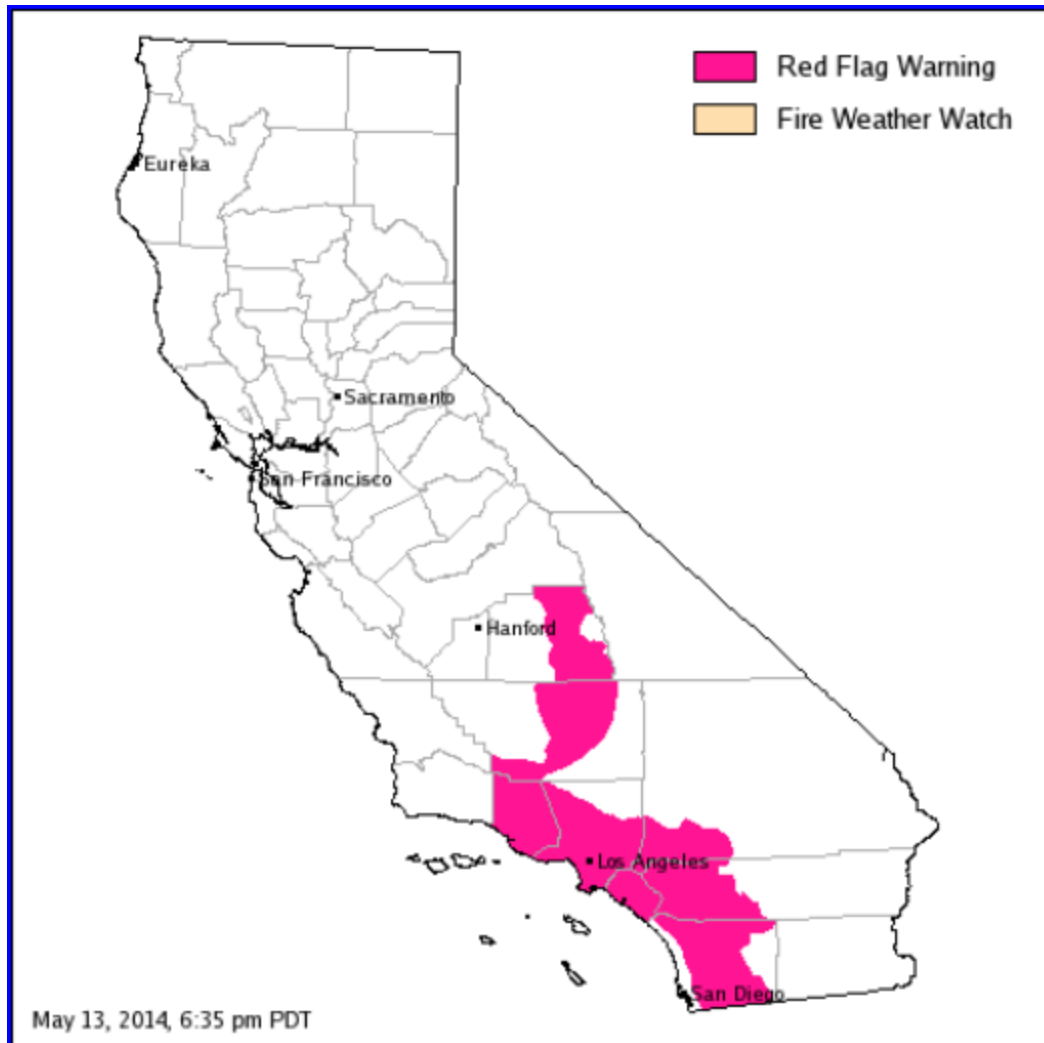 Red Flag Warning
Fire Weather Watch
Eureka
Sacramento
San Francisco
Hanford
Los Angeles
San Diego
May 13, 2014, 6:35 pm PDT